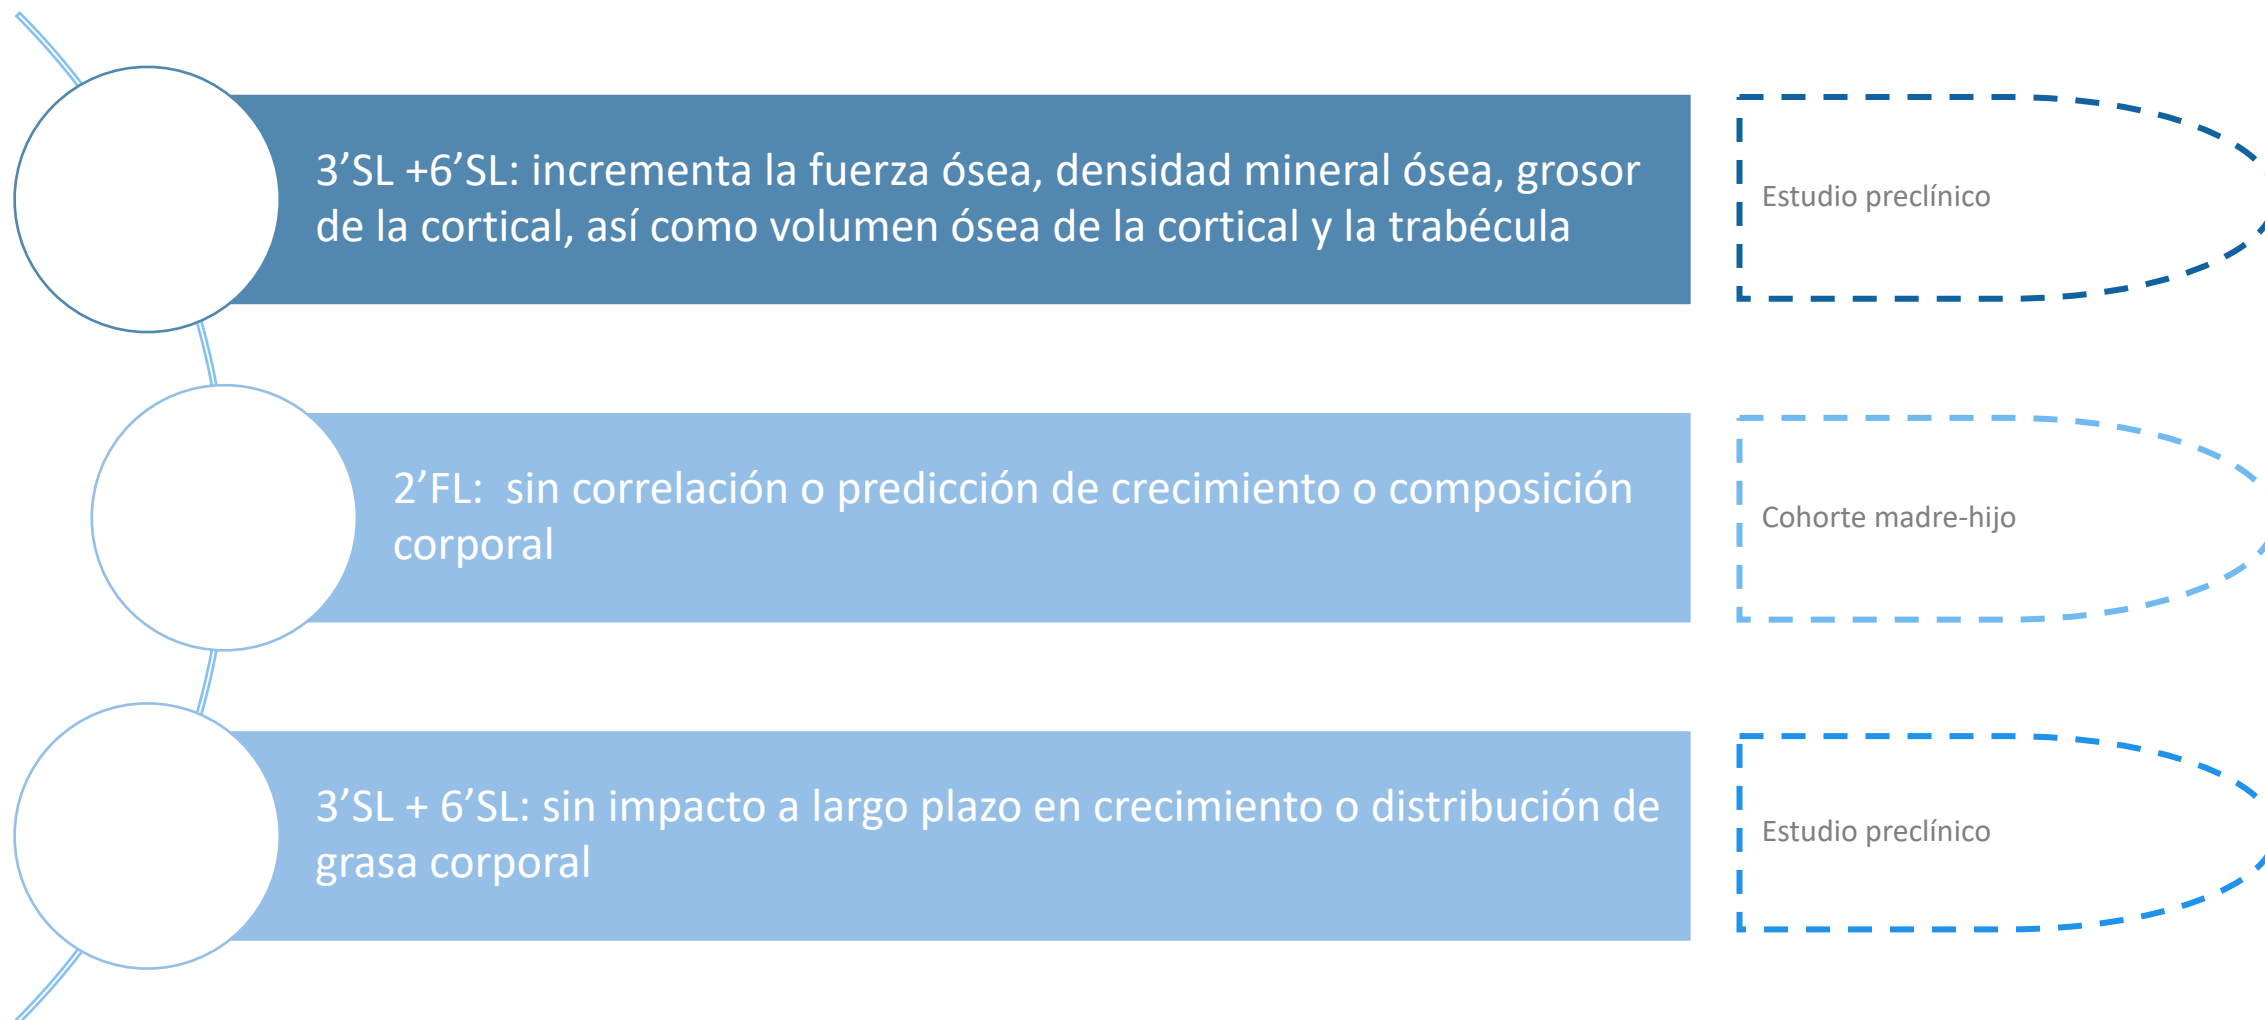 3’SL +6’SL: incrementa la fuerza ósea, densidad mineral ósea, grosor
de la cortical, así como volumen ósea de la cortical y la trabécula
Estudio preclínico
2’FL:  sin correlación o predicción de crecimiento o composición
corporal
Cohorte madre-hijo
3’SL + 6’SL: sin impacto a largo plazo en crecimiento o distribución de
grasa corporal
Estudio preclínico